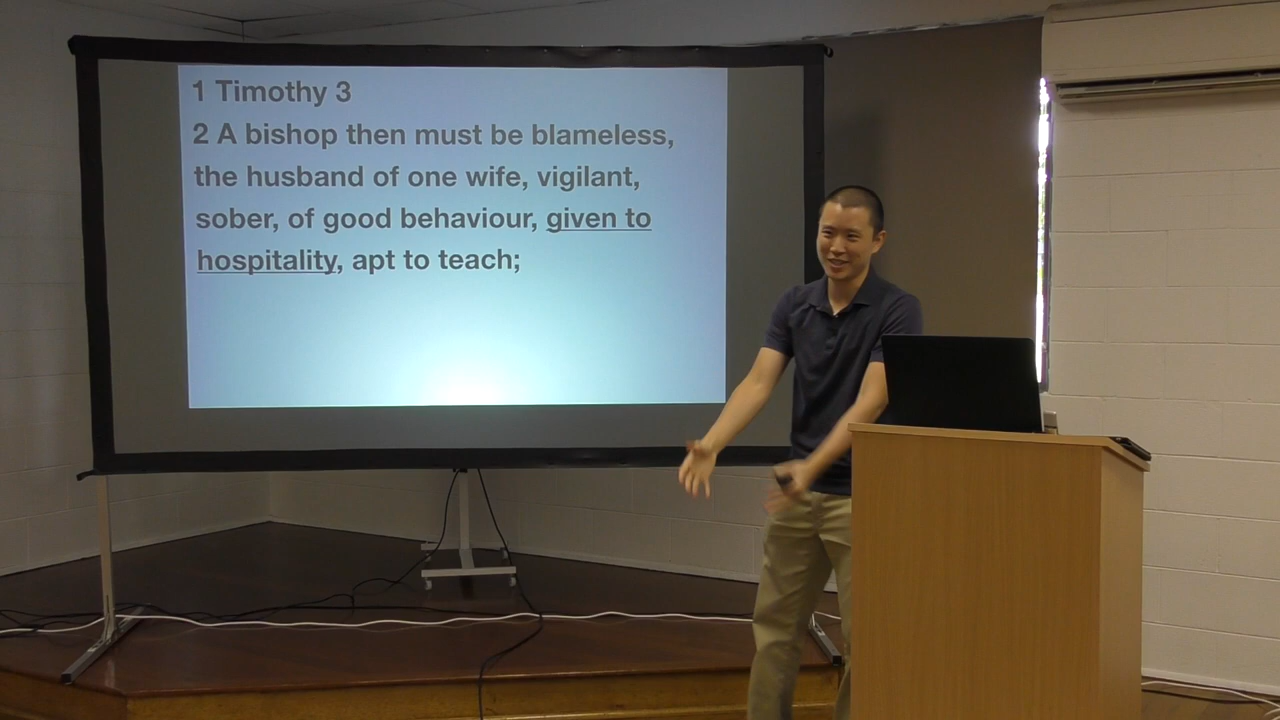 1 Timothy 3
2 A bishop then must be blameless,
the husband of one wife, vigilant,
sober, of good behaviour, given to
hospitality, apt to teach;